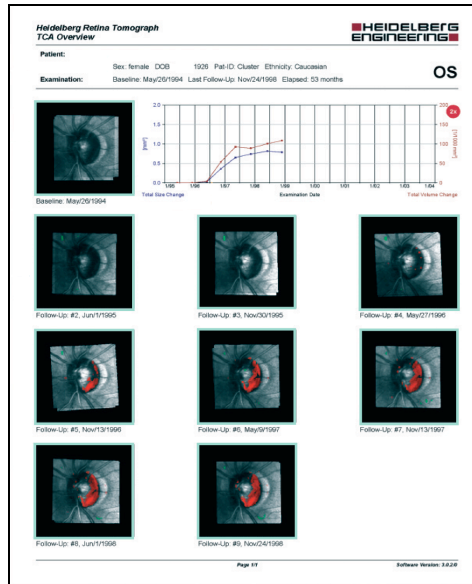 Heidelberg Retina Tomograph
TCA Overview
HEIDELBERG
ENGINEERING
Patient:
Sex: female DOB 1926 Pat-ID: Cluster Ethnicity: Caucasian
Examination: Baseline: May/26/1994 Last Follow-Up: Nov/24/1998 Elapsed: 53 months
OS
2.0
1.5
1.0
0.5
0.0
[mm²]
200
150
100
50
0
[1/1000 mm³]
2x
1/95 1/96 1/97 1/98 1/99 1/00 1/01 1/02 1/03 1/04
Total Size Change Examination Date Total Volume Change
Baseline: May/26/1994
Follow-Up: #2, Jun/1/1995
Follow-Up: #3, Nov/30/1995
Follow-Up: #4, May/27/1996
Follow-Up: #5, Nov/13/1996
Follow-Up: #6, May/9/1997
Follow-Up: #7, Nov/13/1997
Follow-Up: #8, Jun/1/1998
Follow-Up: #9, Nov/24/1998
Page 1/1
Software Version: 3.0.2.0